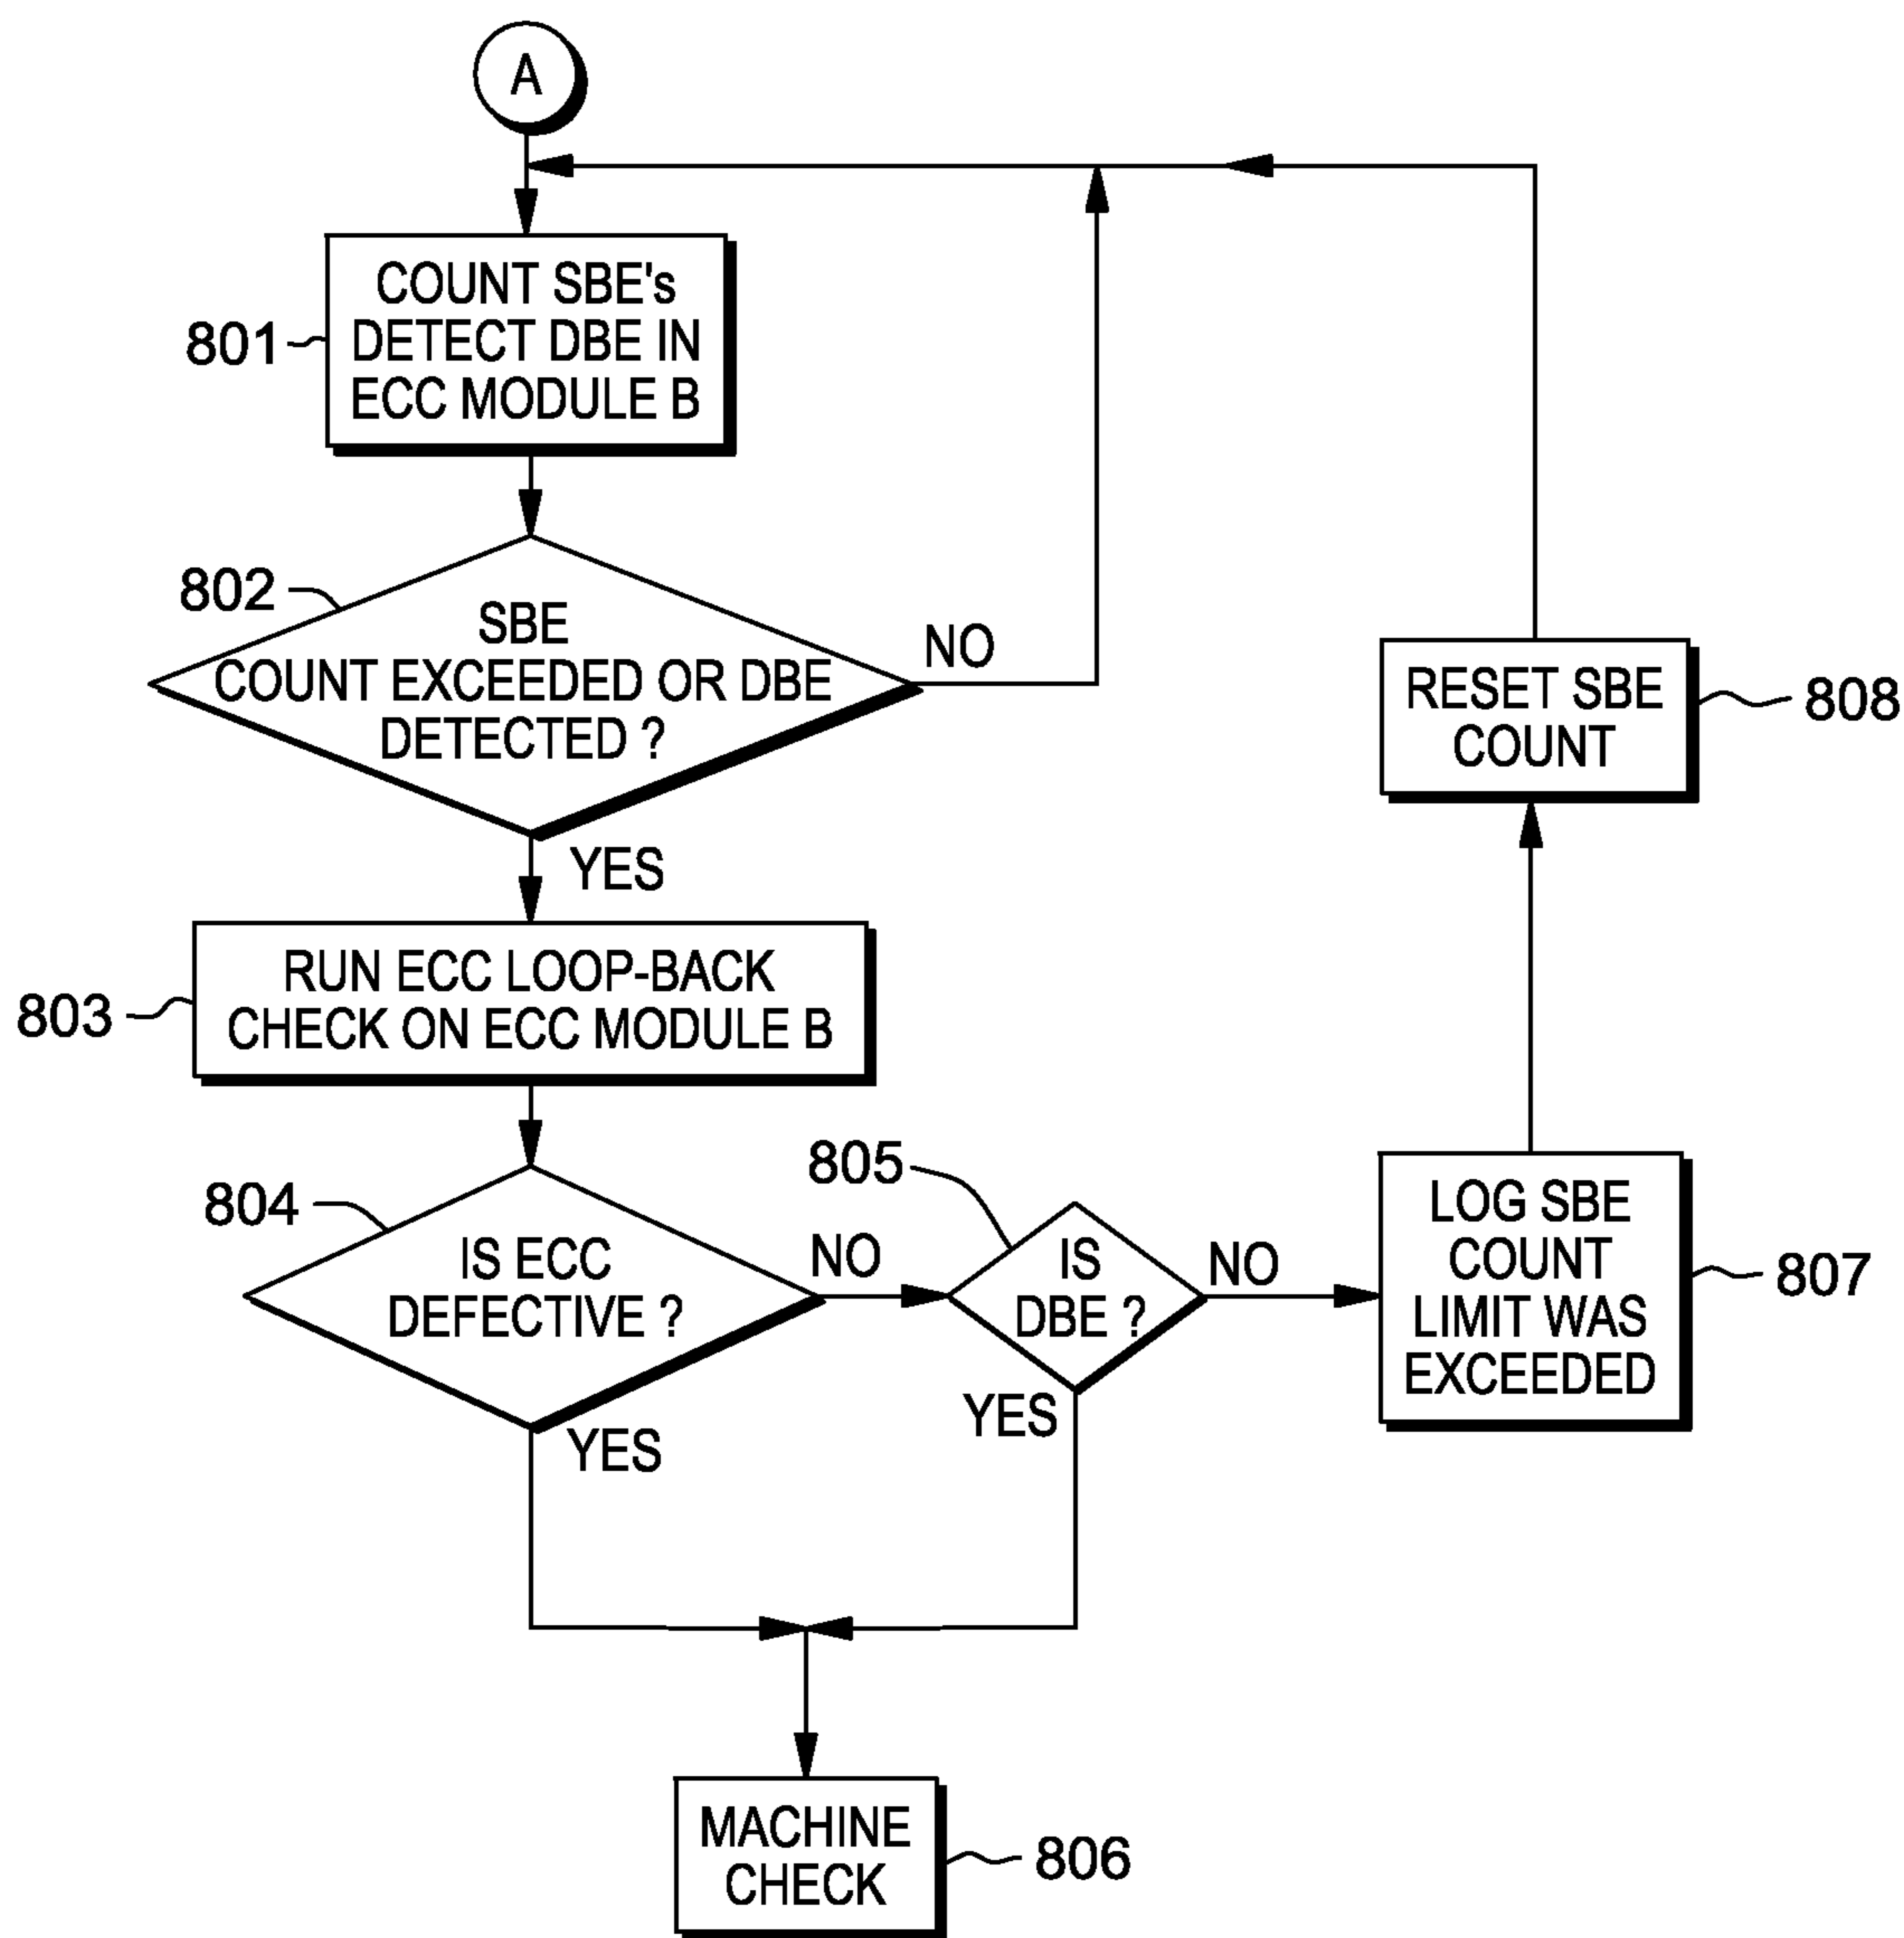 A
COUNT SBE's
DETECT DBE IN
ECC MODULE B
801
802
SBE
COUNT EXCEEDED OR DBE
DETECTED ?
NO
YES
RESET SBE
COUNT
808
RUN ECC LOOP-BACK
CHECK ON ECC MODULE B
803
804
IS ECC
DEFECTIVE ?
NO
YES
805
IS
DBE ?
NO
YES
LOG SBE
COUNT
LIMIT WAS
EXCEEDED
807
MACHINE
CHECK
806